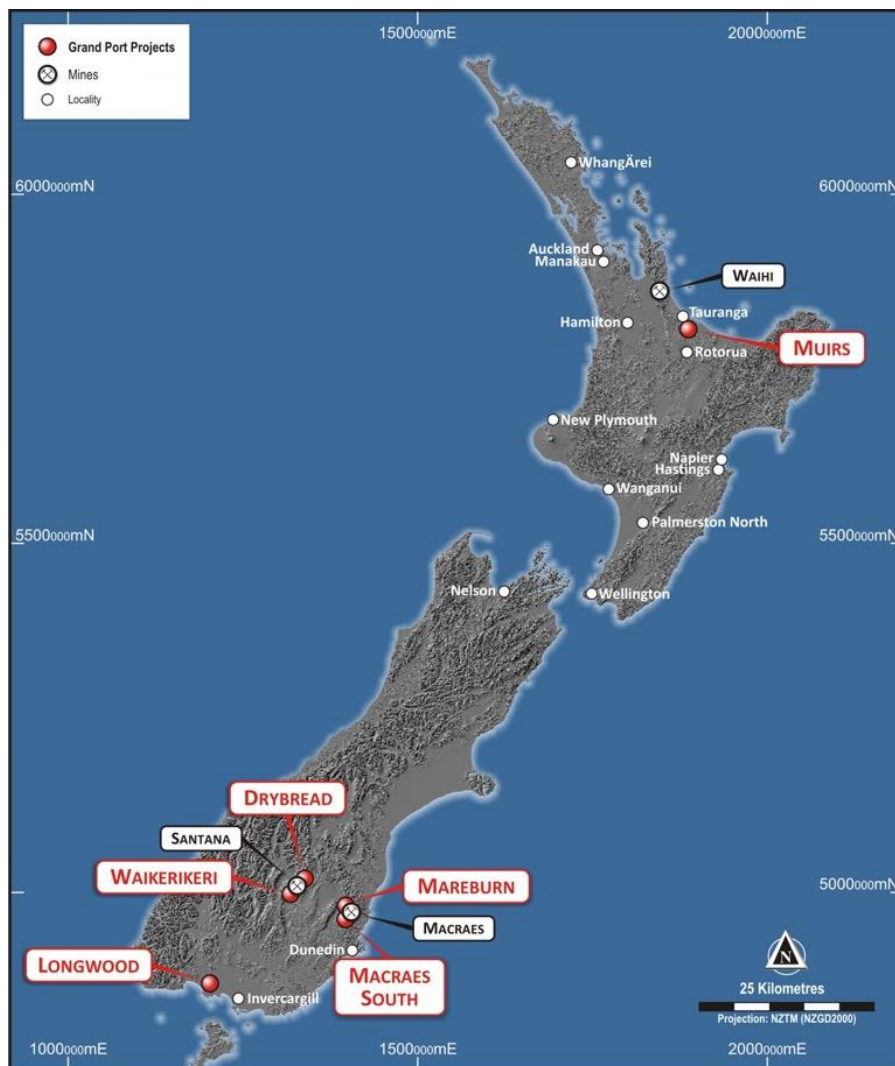 1500000mE
2000000mE
Grand Port Projects
Mines
Locality
WhangÄrei
6000000mN
6000000mN
Auckland
Manakau
WAIHI
Tauranga
Hamilton
MUIRS
Rotorua
New Plymouth
Napier
Hastings
Wanganui
Palmerston North
5500000mN
5500000mN
Nelson
Wellington
DRYBREAD
SANTANA
WAIKERIKERI
MAREBURN
5000000mN
MACRAES
Dunedin
LONGWOOD
MACRAES
SOUTH
N
25 Kilometres
Invercargill
Projection: NZTM (NZGD2000)
1000000mE
1500000mE
2000000mE